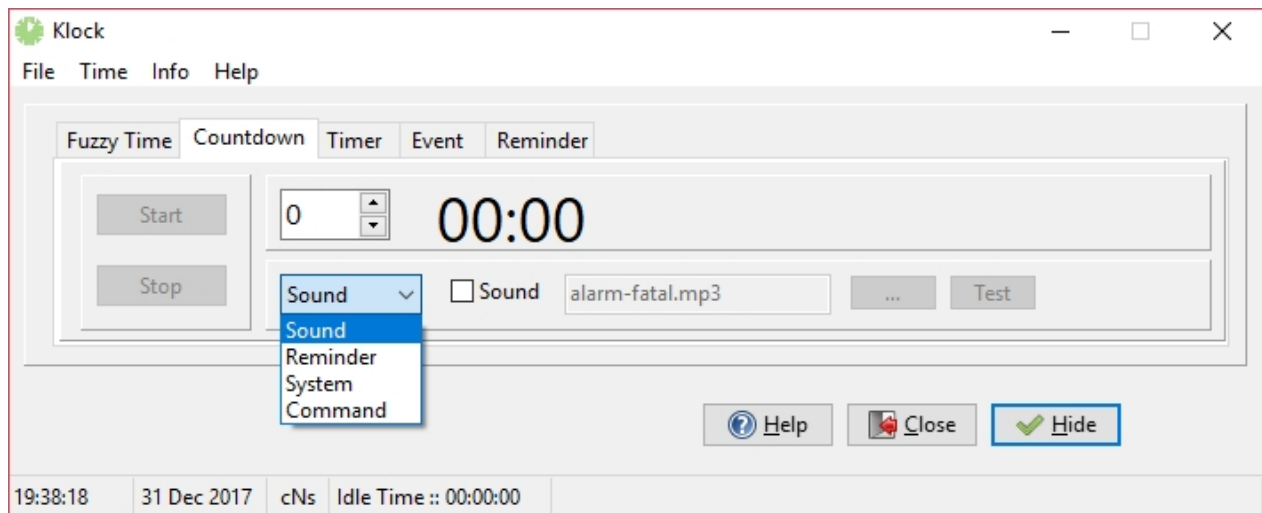 Klock
File Time Info Help
Fuzzy Time Countdown Timer Event Reminder
Start 0 00:00
Stop Sound Sound alarm-fatal.mp3 ... Test
Sound
Reminder
System
Command
Help Close Hide
19:38:18 31 Dec 2017 cNs Idle Time :: 00:00:00